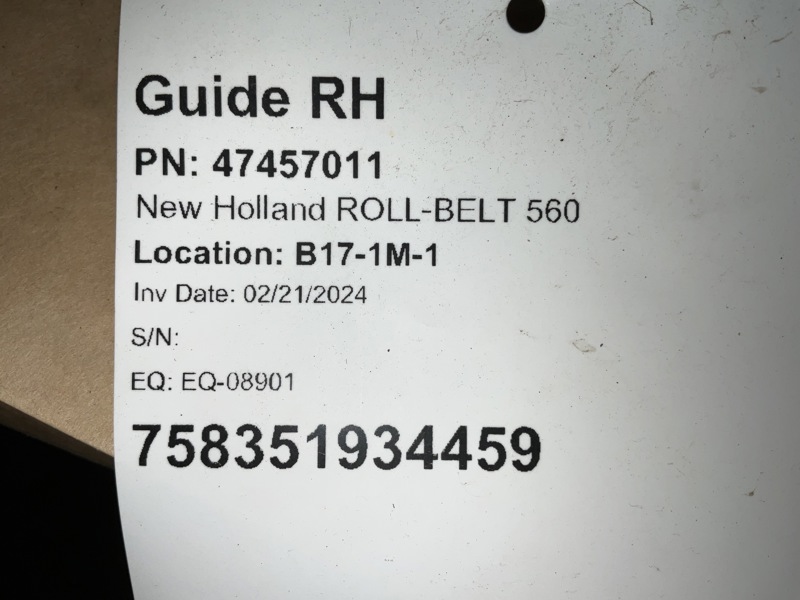 Guide RH
PN: 47457011
New Holland ROLL-BELT 560
Location: B17-1M-1
Inv Date: 02/21/2024
S/N:
EQ: EQ-08901
758351934459